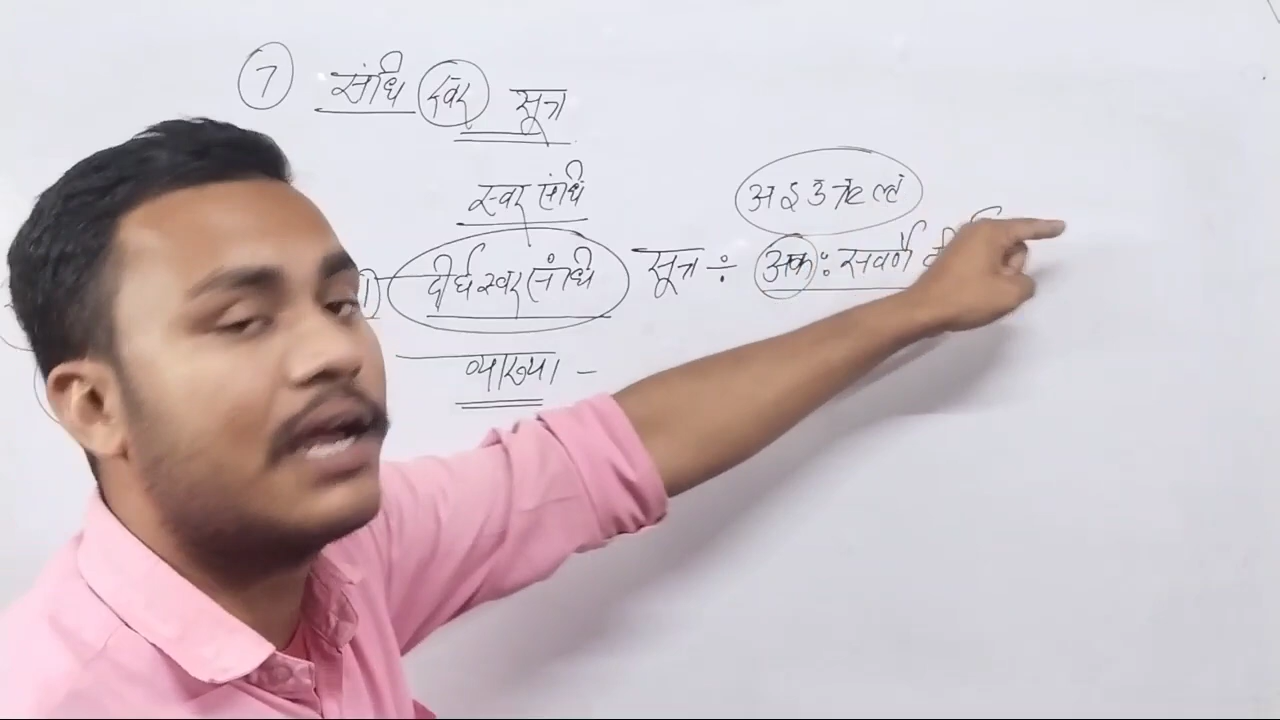 7 संधि स्वर सूत्र
स्वर संधि
अ इ उ ऋ लृ
1) दीर्घ स्वर संधि सूत्र ÷ अक: सवर्णे
व्याख्या -